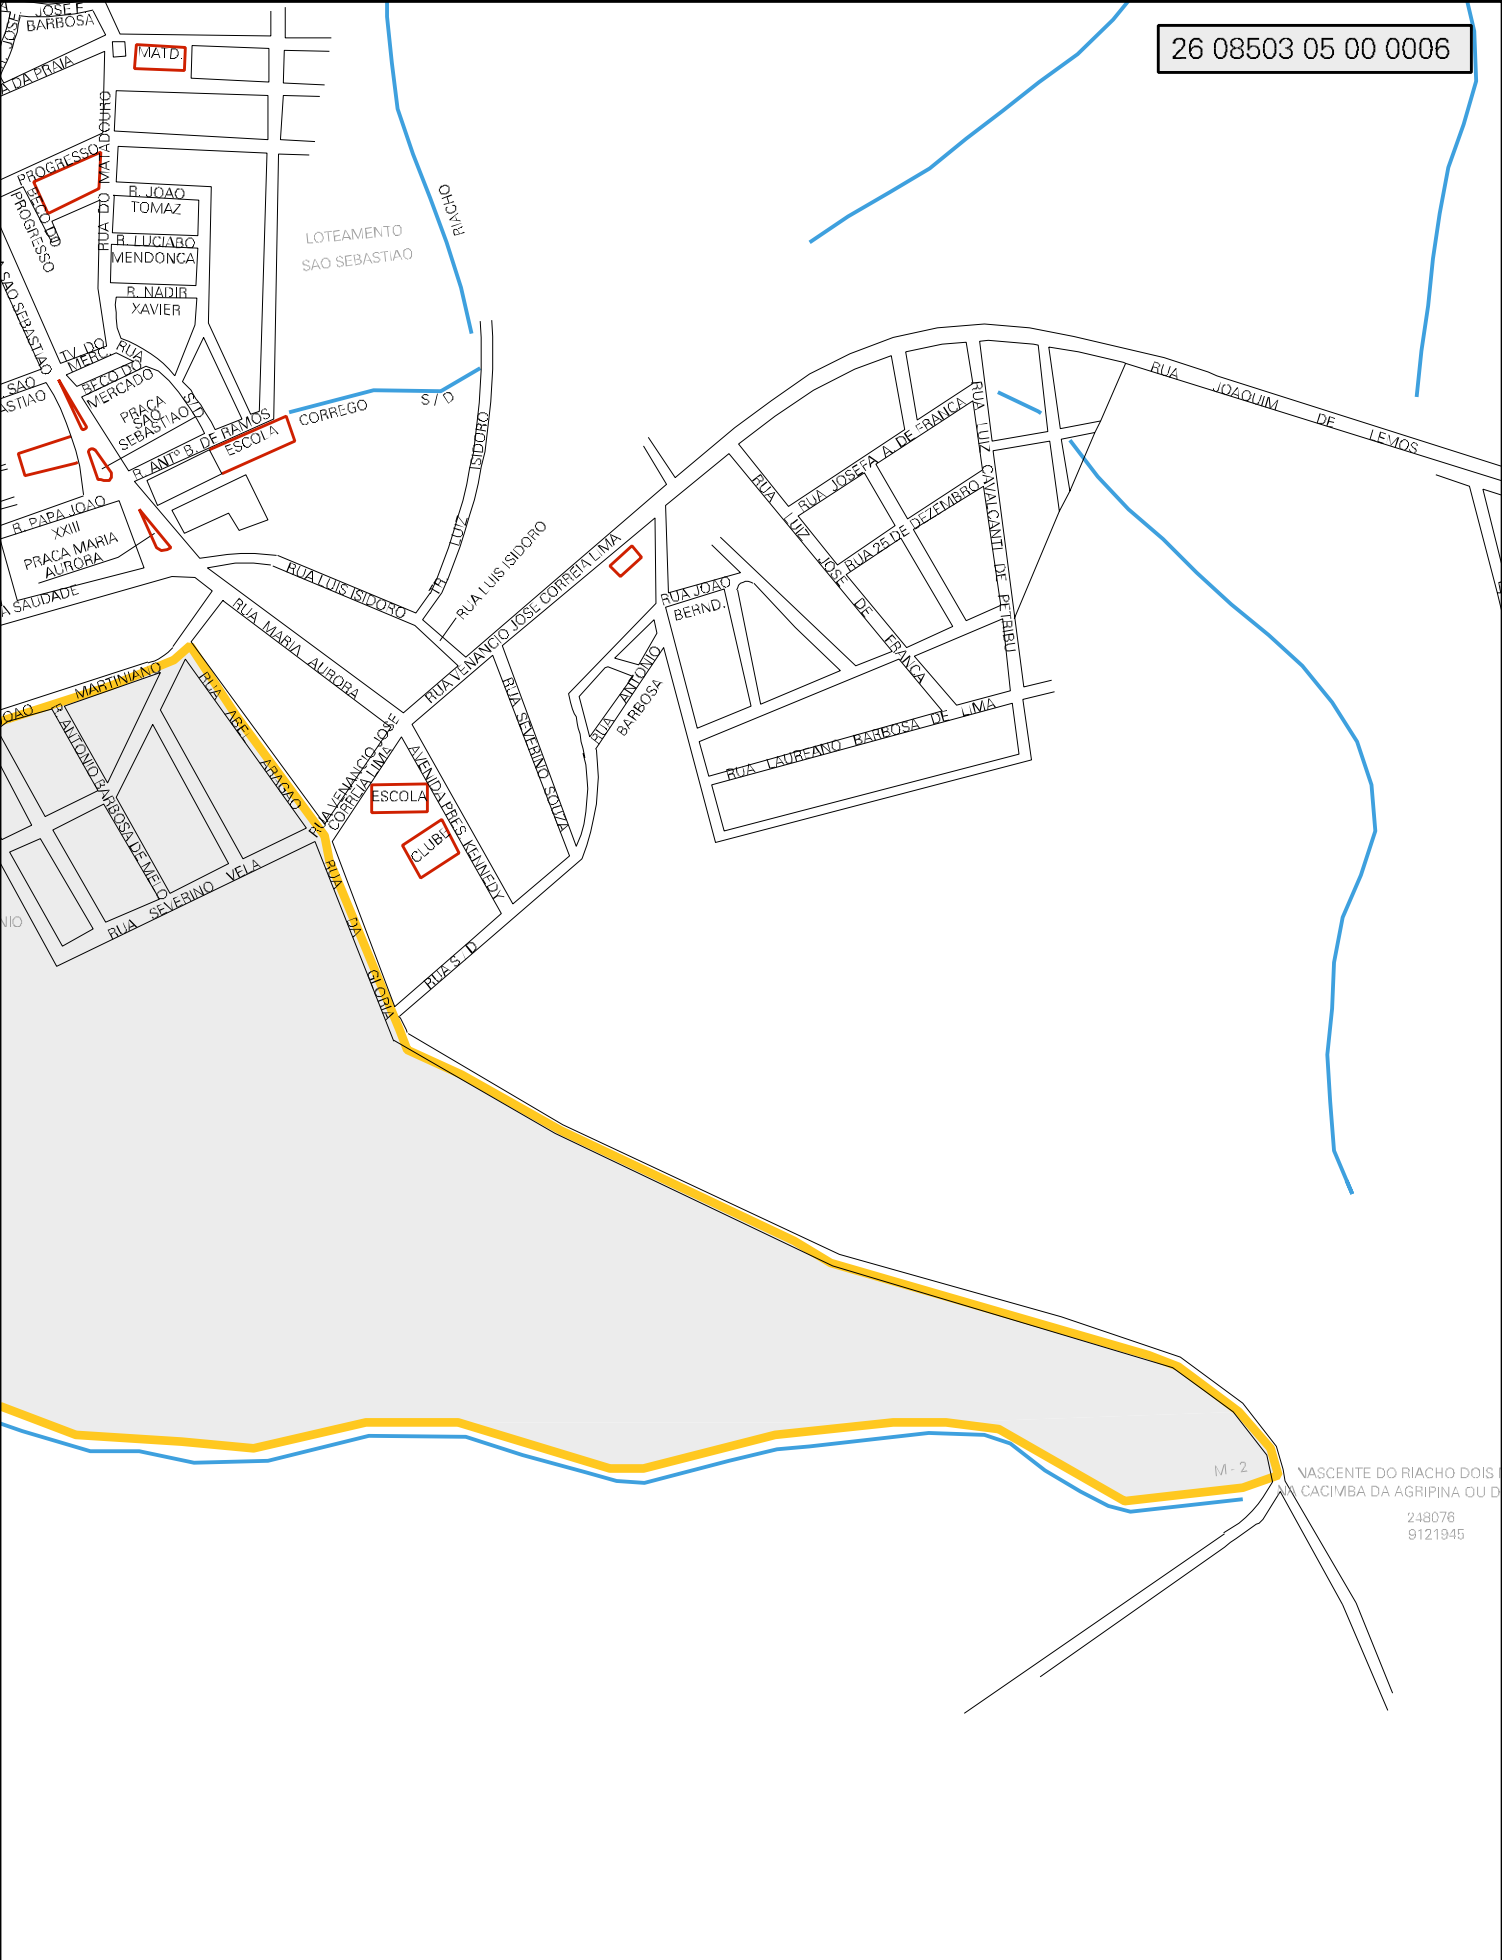 26 08503 05 00 0006
JOSE F.
BARBOSA
MATD.
DA PRAIA
RUA DO MATADOURO
PROGRESSO
BECO DO
PROGRESSO
R. JOAO
TOMAZ
R. LUCIABO
MENDONCA
R. NADIR
XAVIER
RIACHO
LOTEAMENTO
SAO SEBASTIAO
SAO SEBASTIAO
TV. DO
MERC.
RUA
S/D
BECO DO
MERCADO
PRACA
SAO
SEBASTIAO
SAO
R. ANTº B. DE RAMOS
ESCOLA
CORREGO
S / D
TR. LUIZ ISIDORO
R. PAPA JOAO
XXIII
PRACA MARIA
AURORA
SAUDADE
RUA LUIS ISIDORO
RUA LUIS ISIDORO
RUA MARIA AURORA
RUA VENANCIO JOSE CORREIA LIMA
RUA JOAQUIM DE LEMOS
RUA LUIZ CAVALCANTI DE PETRIBU
RUA JOSEFA A. DE FRANCA
RUA 25 DE DEZEMBRO
RUA LUIZ JOSE DE FRANCA
RUA JOAO
BERND.
RUA ANTONIO
BARBOSA
RUA LAUREANO BARBOSA DE LIMA
RUA SEVERINO SOUZA
MARTINIANO
RUA ABEL ARAGAO
R. ANTONIO BARBOSA DE MELO
RUA VENANCIO JOSE
CORREIA LIMA
AVENIDA PRES. KENNEDY
ESCOLA
CLUBE
RUA SEVERINO VELA
RUA DA GLORIA
RUA S / D
M - 2
NASCENTE DO RIACHO DOIS
NA CACIMBA DA AGRIPINA OU D
248076
9121945